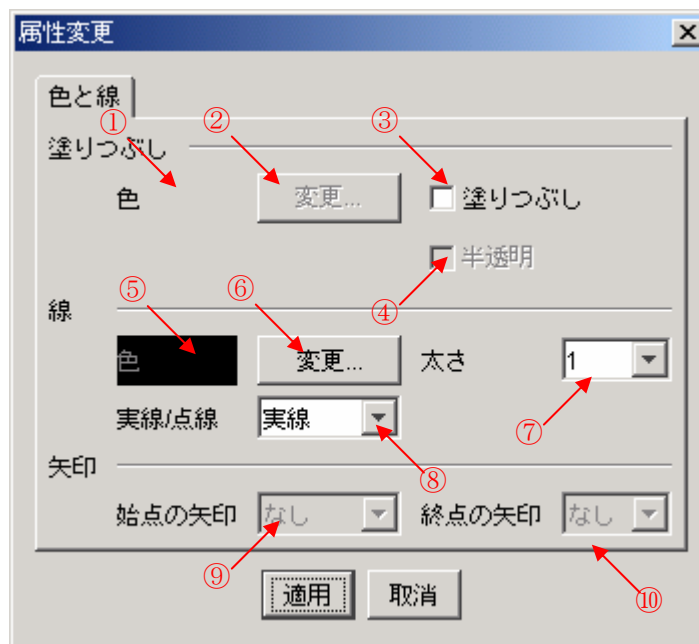 属性変更
色と線
① ② ③
塗りつぶし
色 変更... 塗りつぶし
半透明
④
⑤ ⑥
線
色 変更... 太さ 1
⑦
実線/点線 実線
⑧
矢印
始点の矢印 なし 終点の矢印 なし
⑨ ⑩
適用 取消